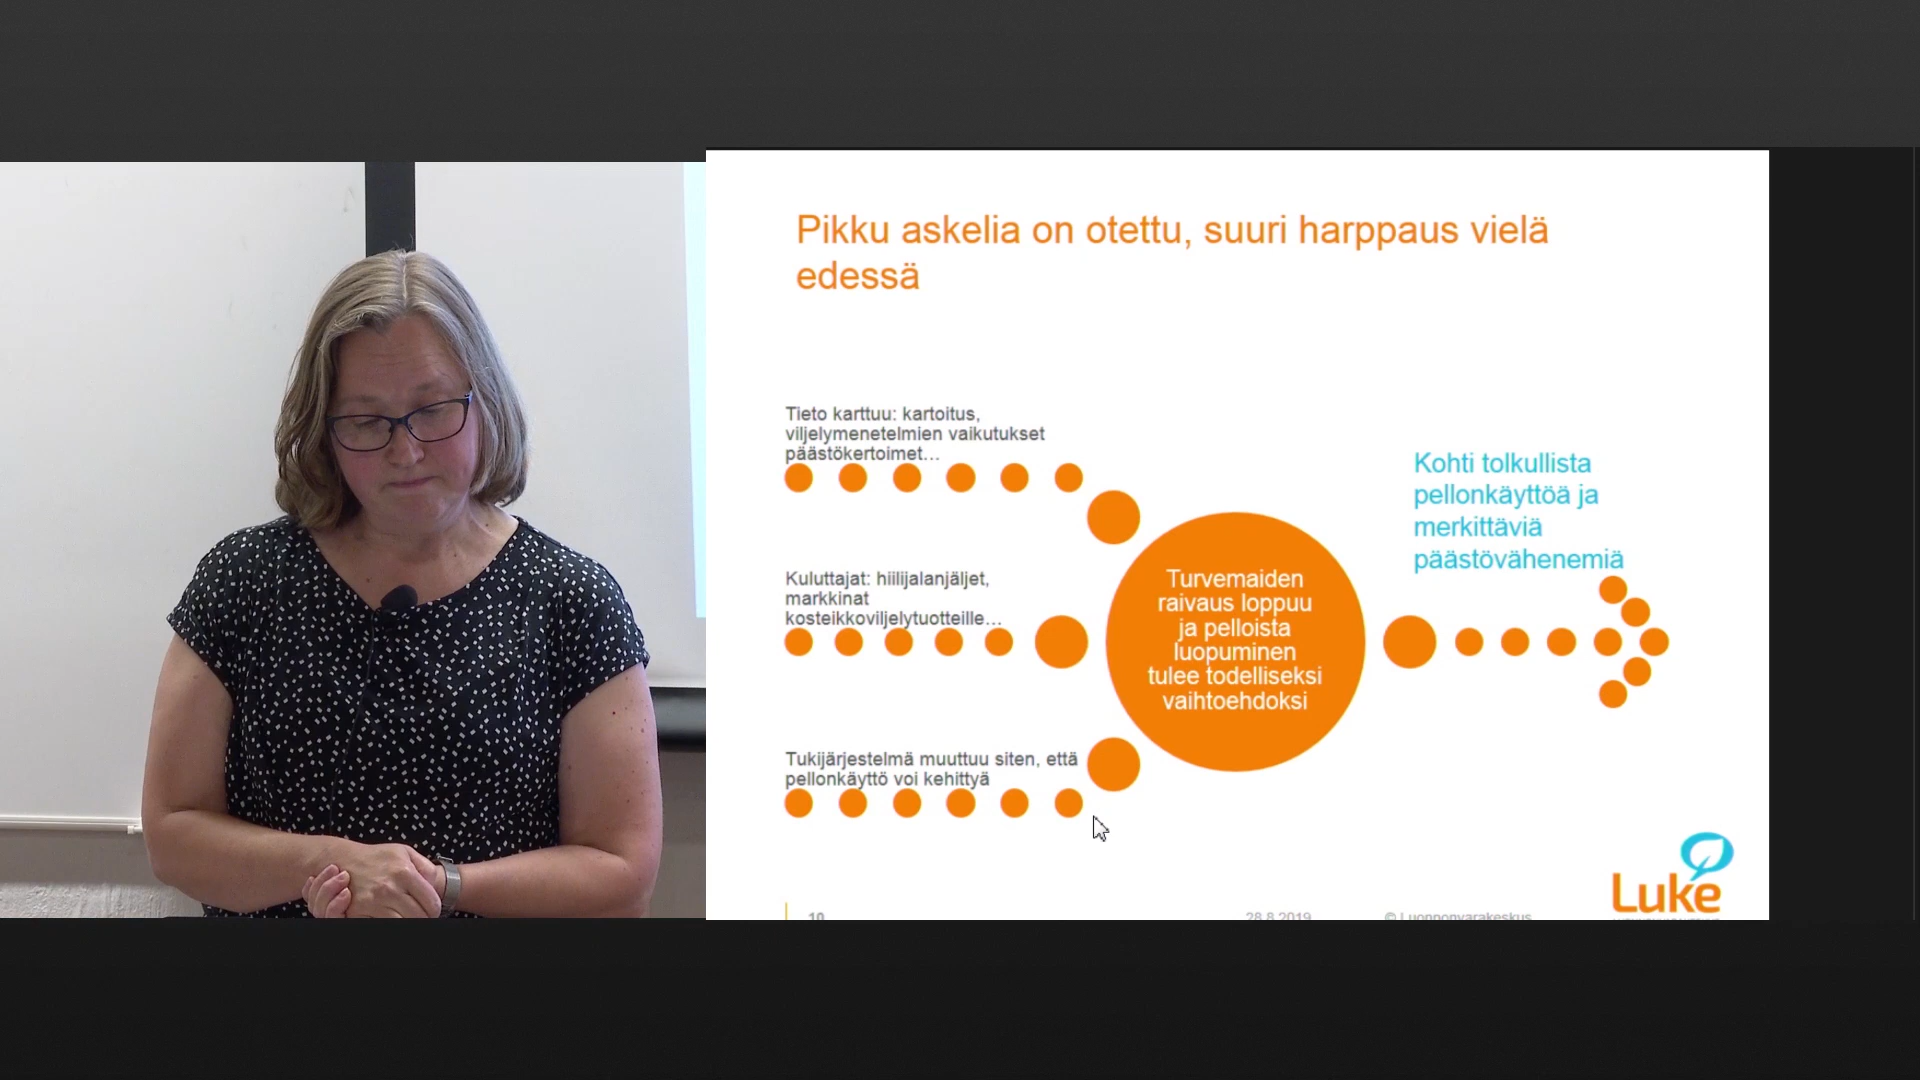 Pikku askelia on otettu, suuri harppaus vielä
edessä
Tieto karttuu: kartoitus,
viljelymenetelmien vaikutukset
päästökertoimet…
Kuluttajat: hiilijalanjäljet,
markkinat
kosteikkoviljelytuotteille…
Tukijärjestelmä muuttuu siten, että
pellonkäyttö voi kehittyä
Turvemaiden
raivaus loppuu
ja pelloista
luopuminen
tulee todelliseksi
vaihtoehdoksi
Kohti tolkullista
pellonkäyttöä ja
merkittäviä
päästövähenemiä
Luke
10
28.8.2019
© Luonnonvarakeskus